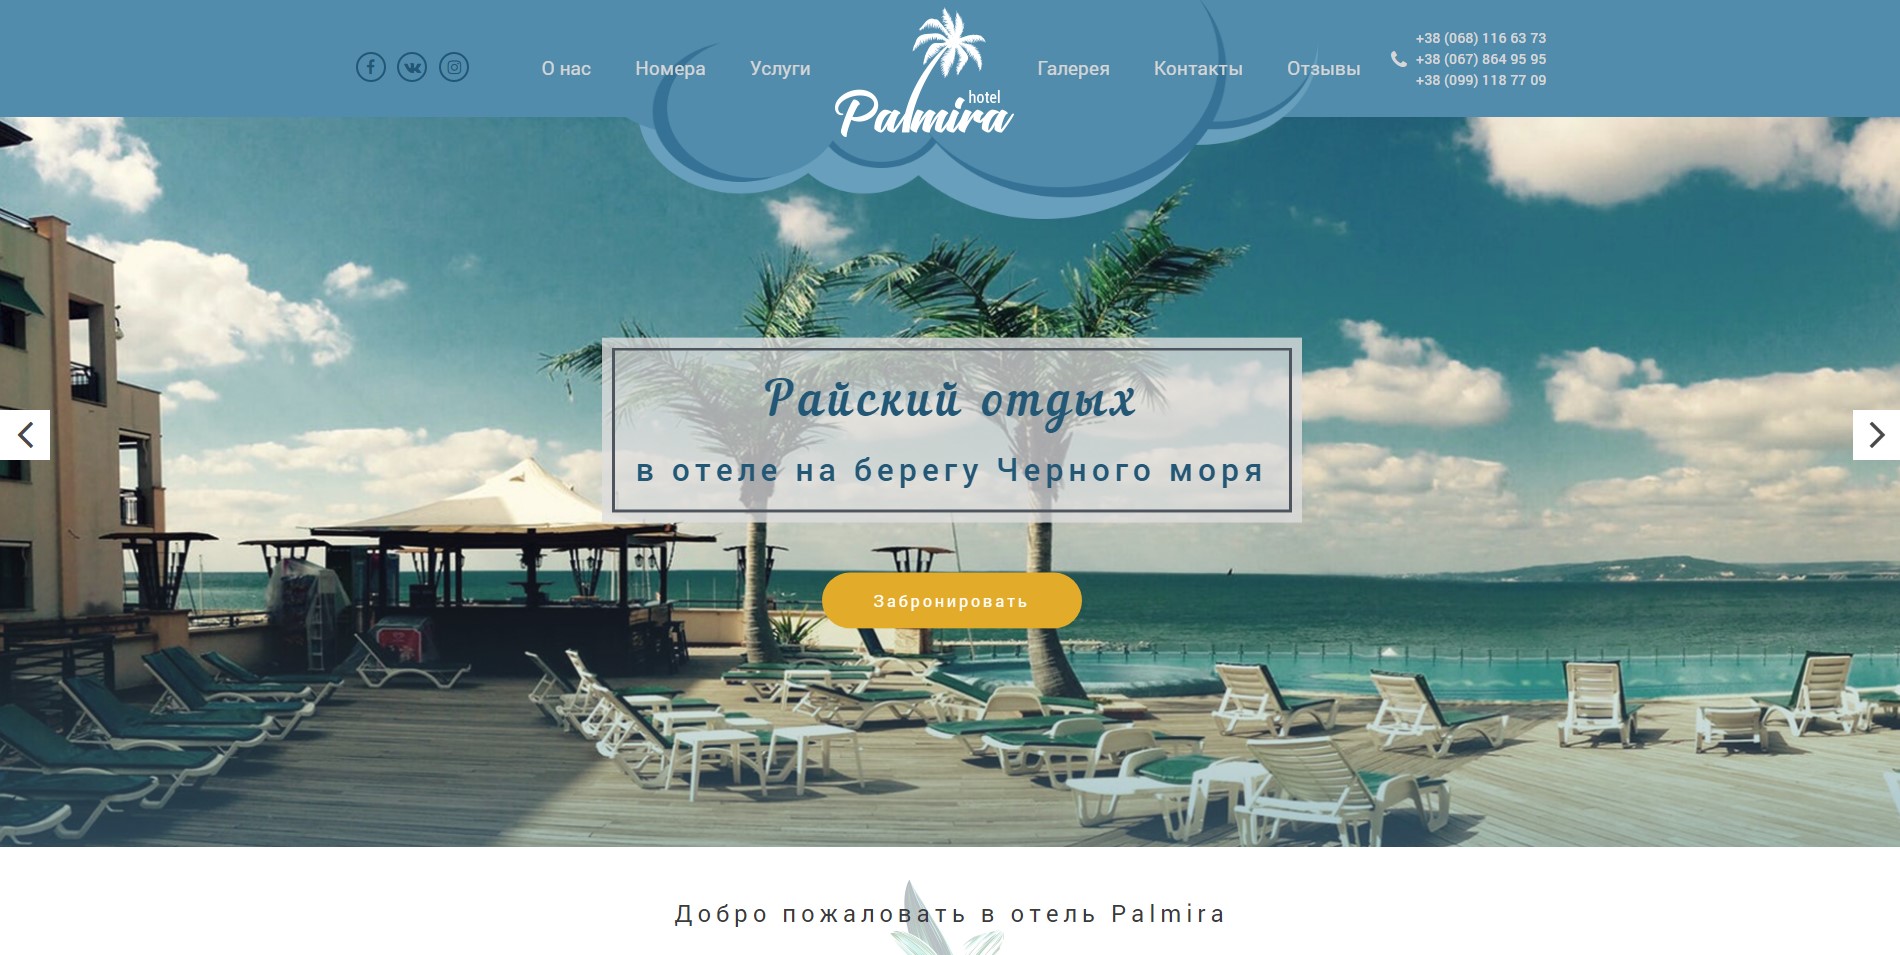 О нас
Номера
Услуги
hotel
Palmira
Галерея
Контакты
Отзывы
+38 (068) 116 63 73
+38 (067) 864 95 95
+38 (099) 118 77 09
Райский отдых
в отеле на берегу Черного моря
Забронировать
Добро пожаловать в отель Palmira